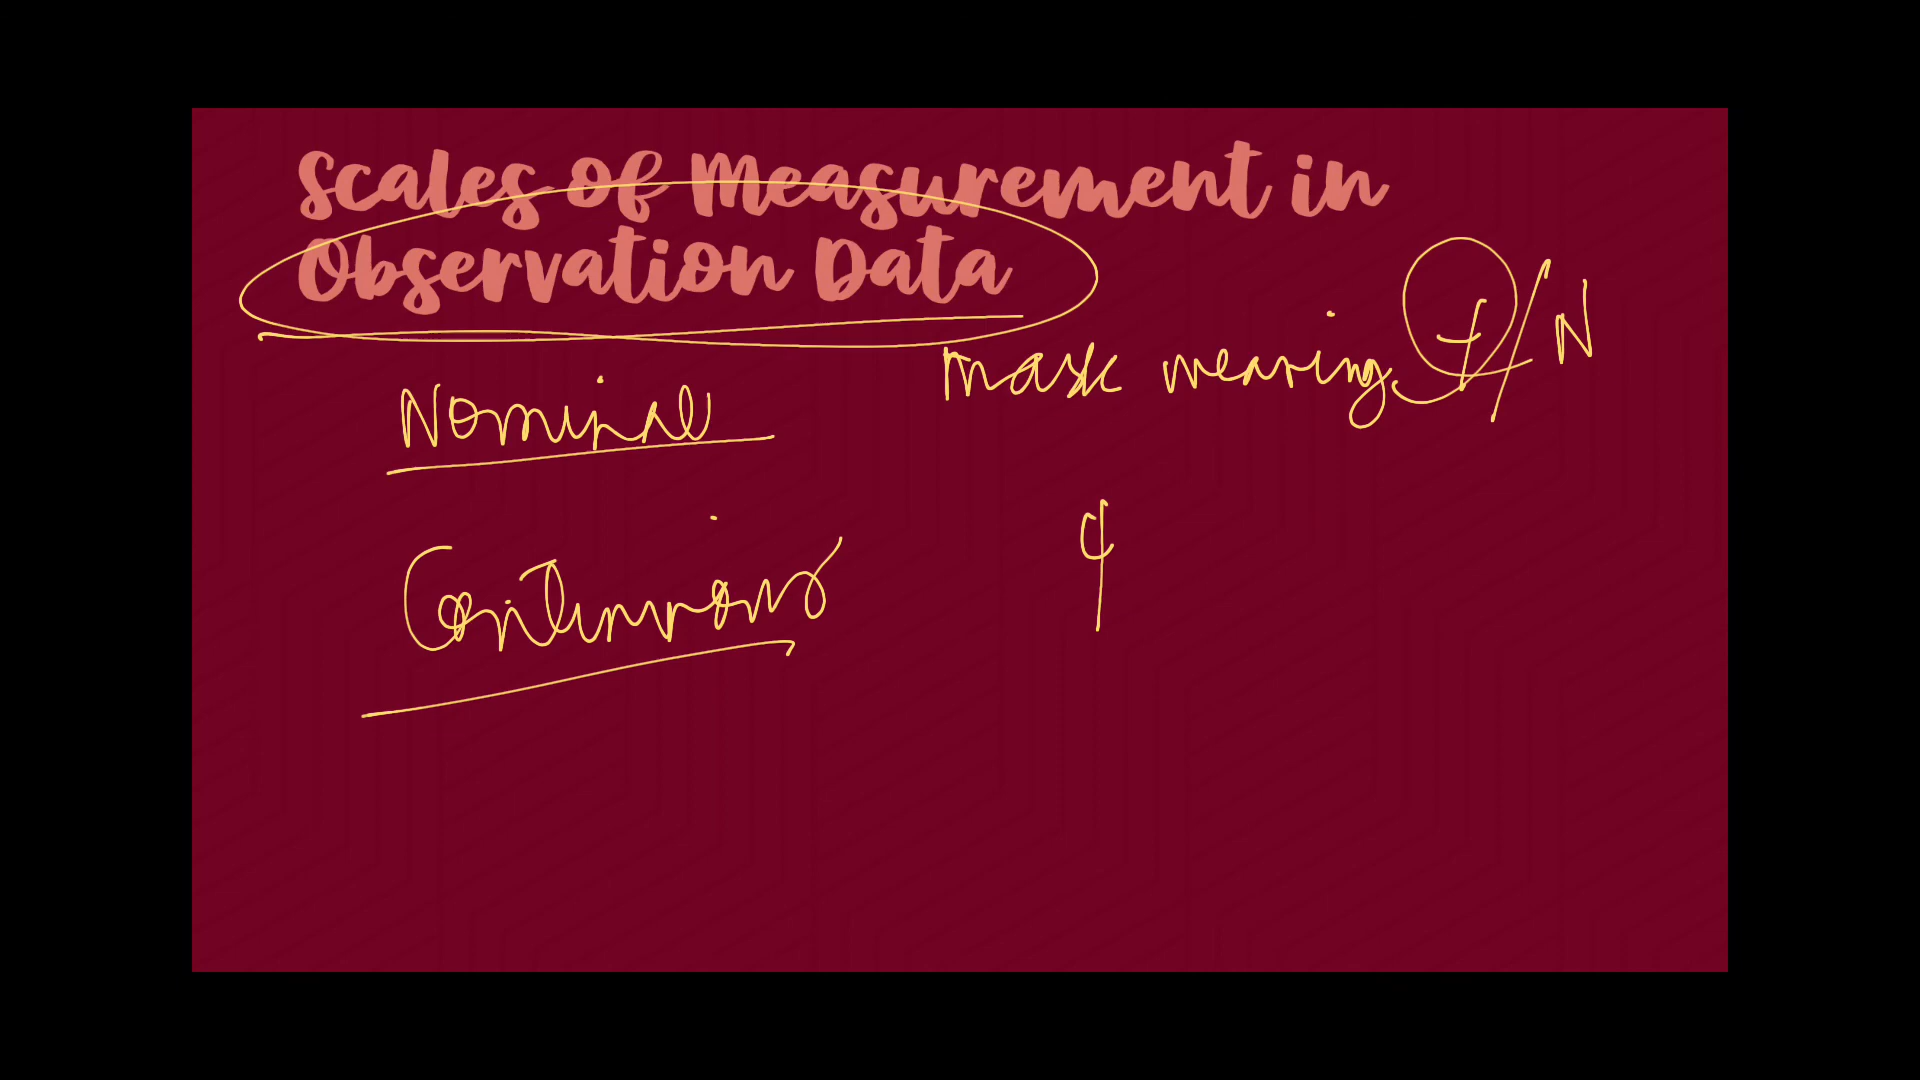 Scales of Measurement in
Observation Data
mask wearing Y/N
Nominal
Continuous